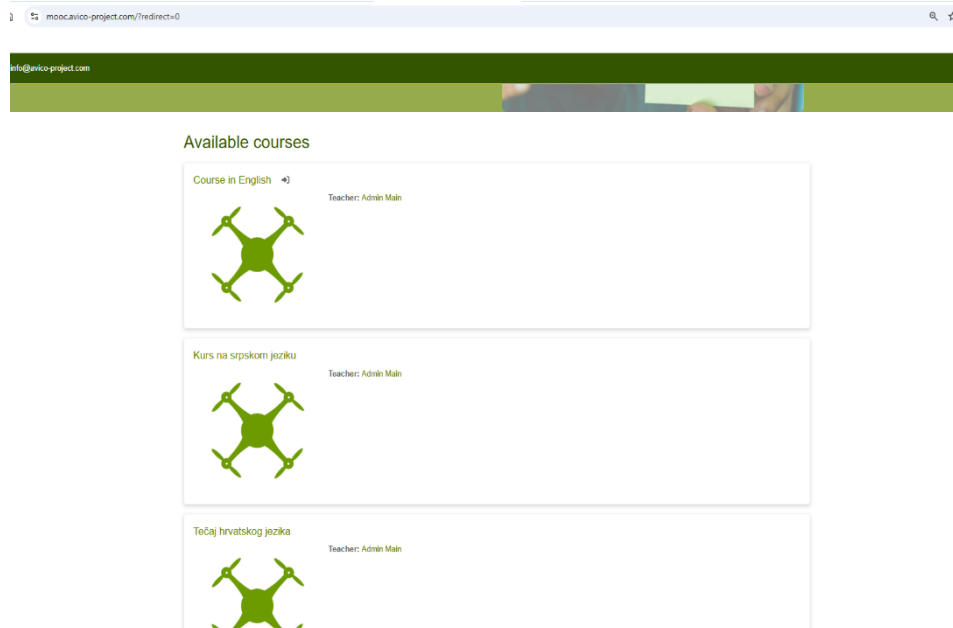 mooc.avico-project.com/?redirect=0
info@avico-project.com
Available courses
Course in English
Teacher: Admin Main
Kurs na srpskom jeziku
Teacher: Admin Main
Tečaj hrvatskog jezika
Teacher: Admin Main